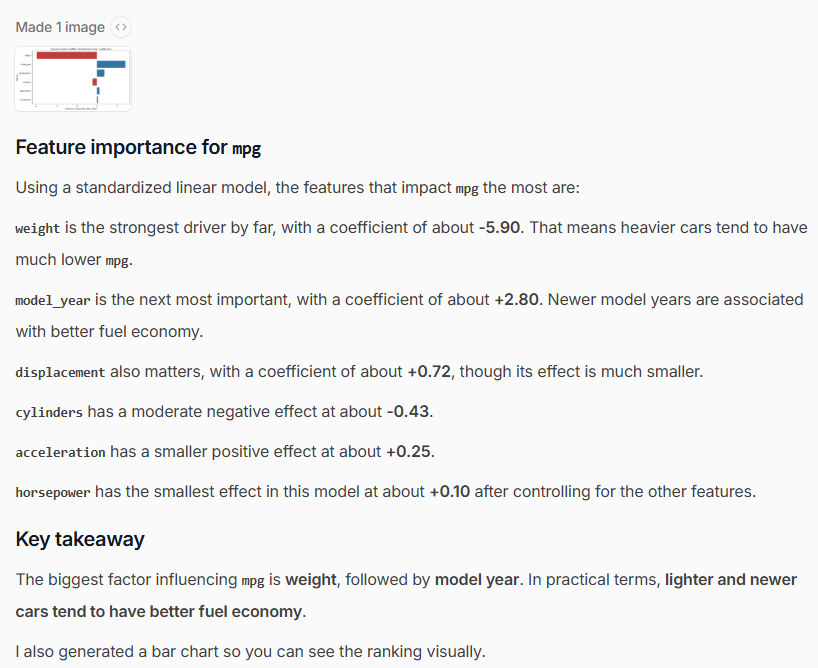 Made 1 image <>
Feature importance for mpg
Using a standardized linear model, the features that impact mpg the most are:
weight is the strongest driver by far, with a coefficient of about -5.90. That means heavier cars tend to have
much lower mpg.
model_year is the next most important, with a coefficient of about +2.80. Newer model years are associated
with better fuel economy.
displacement also matters, with a coefficient of about +0.72, though its effect is much smaller.
cylinders has a moderate negative effect at about -0.43.
acceleration has a smaller positive effect at about +0.25.
horsepower has the smallest effect in this model at about +0.10 after controlling for the other features.
Key takeaway
The biggest factor influencing mpg is weight, followed by model year. In practical terms, lighter and newer
cars tend to have better fuel economy.
I also generated a bar chart so you can see the ranking visually.